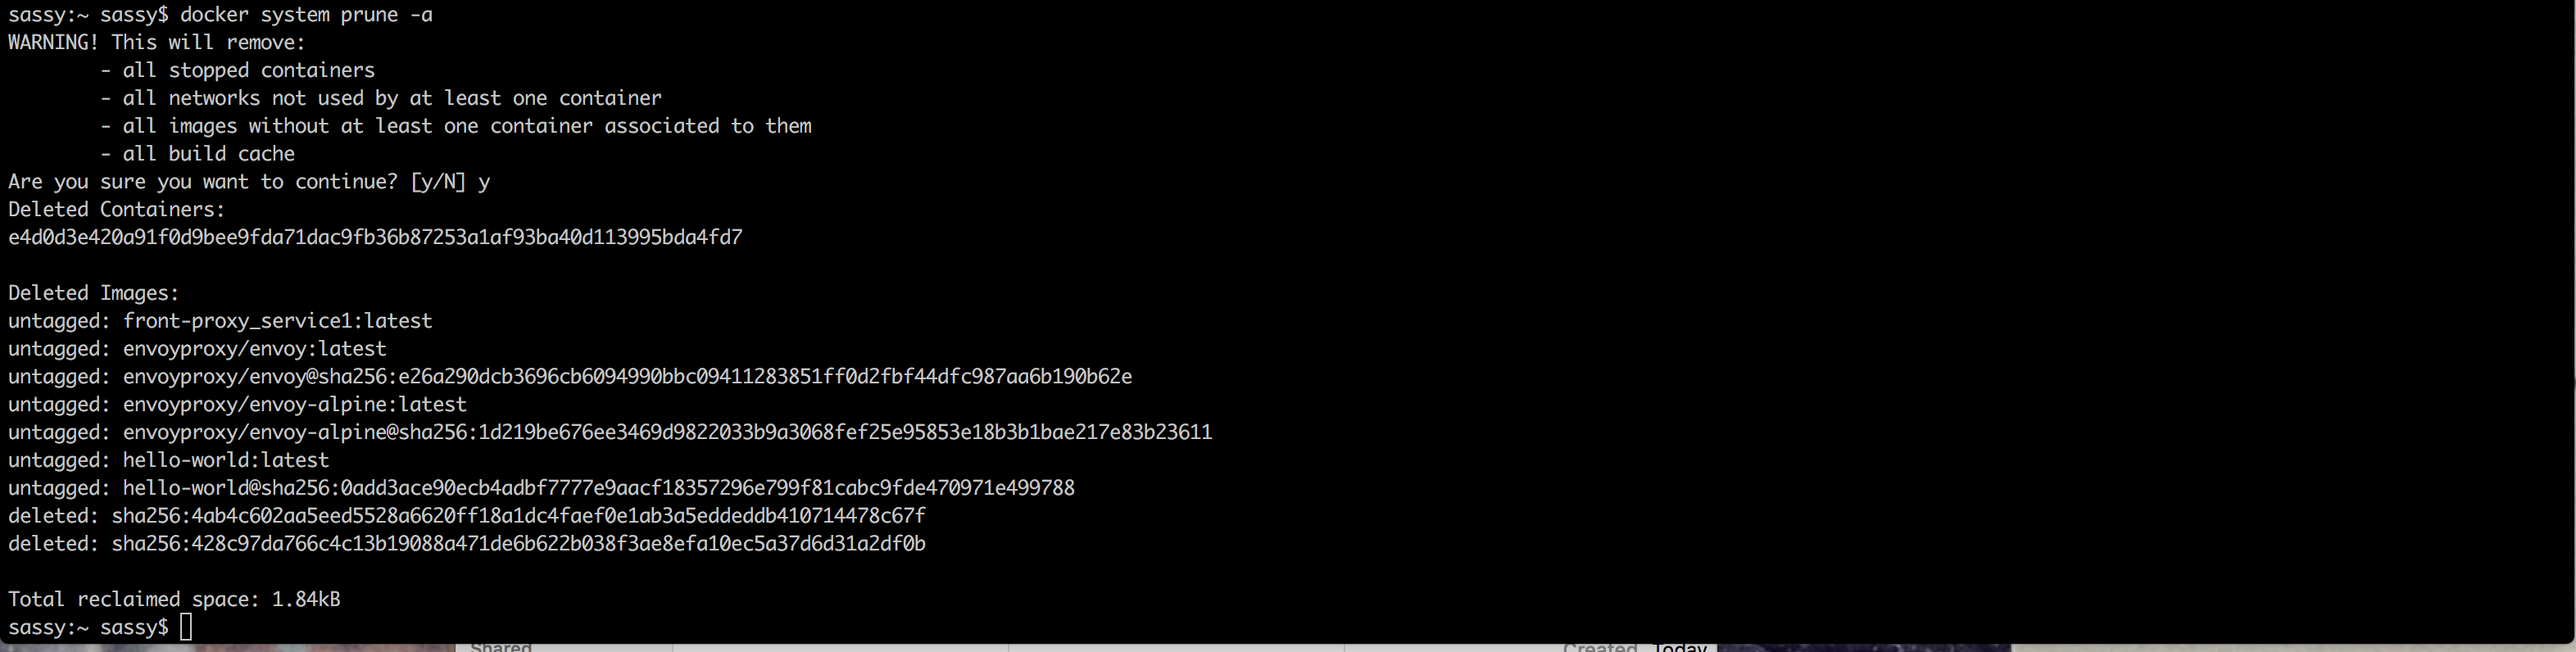 sassy:~ sassy$ docker system prune -a
WARNING! This will remove:
        - all stopped containers
        - all networks not used by at least one container
        - all images without at least one container associated to them
        - all build cache
Are you sure you want to continue? [y/N] y
Deleted Containers:
e4d0d3e420a91f0d9bee9fda71dac9fb36b87253a1af93ba40d113995bda4fd7

Deleted Images:
untagged: front-proxy_service1:latest
untagged: envoyproxy/envoy:latest
untagged: envoyproxy/envoy@sha256:e26a290dcb3696cb6094990bbc09411283851ff0d2fbf44dfc987aa6b190b62e
untagged: envoyproxy/envoy-alpine:latest
untagged: envoyproxy/envoy-alpine@sha256:1d219be676ee3469d9822033b9a3068fef25e95853e18b3b1bae217e83b23611
untagged: hello-world:latest
untagged: hello-world@sha256:0add3ace90ecb4adbf7777e9aacf18357296e799f81cabc9fde470971e499788
deleted: sha256:4ab4c602aa5eed5528a6620ff18a1dc4faef0e1ab3a5eddeddb410714478c67f
deleted: sha256:428c97da766c4c13b19088a471de6b622b038f3ae8efa10ec5a37d6d31a2df0b

Total reclaimed space: 1.84kB
sassy:~ sassy$
Shared Created Today